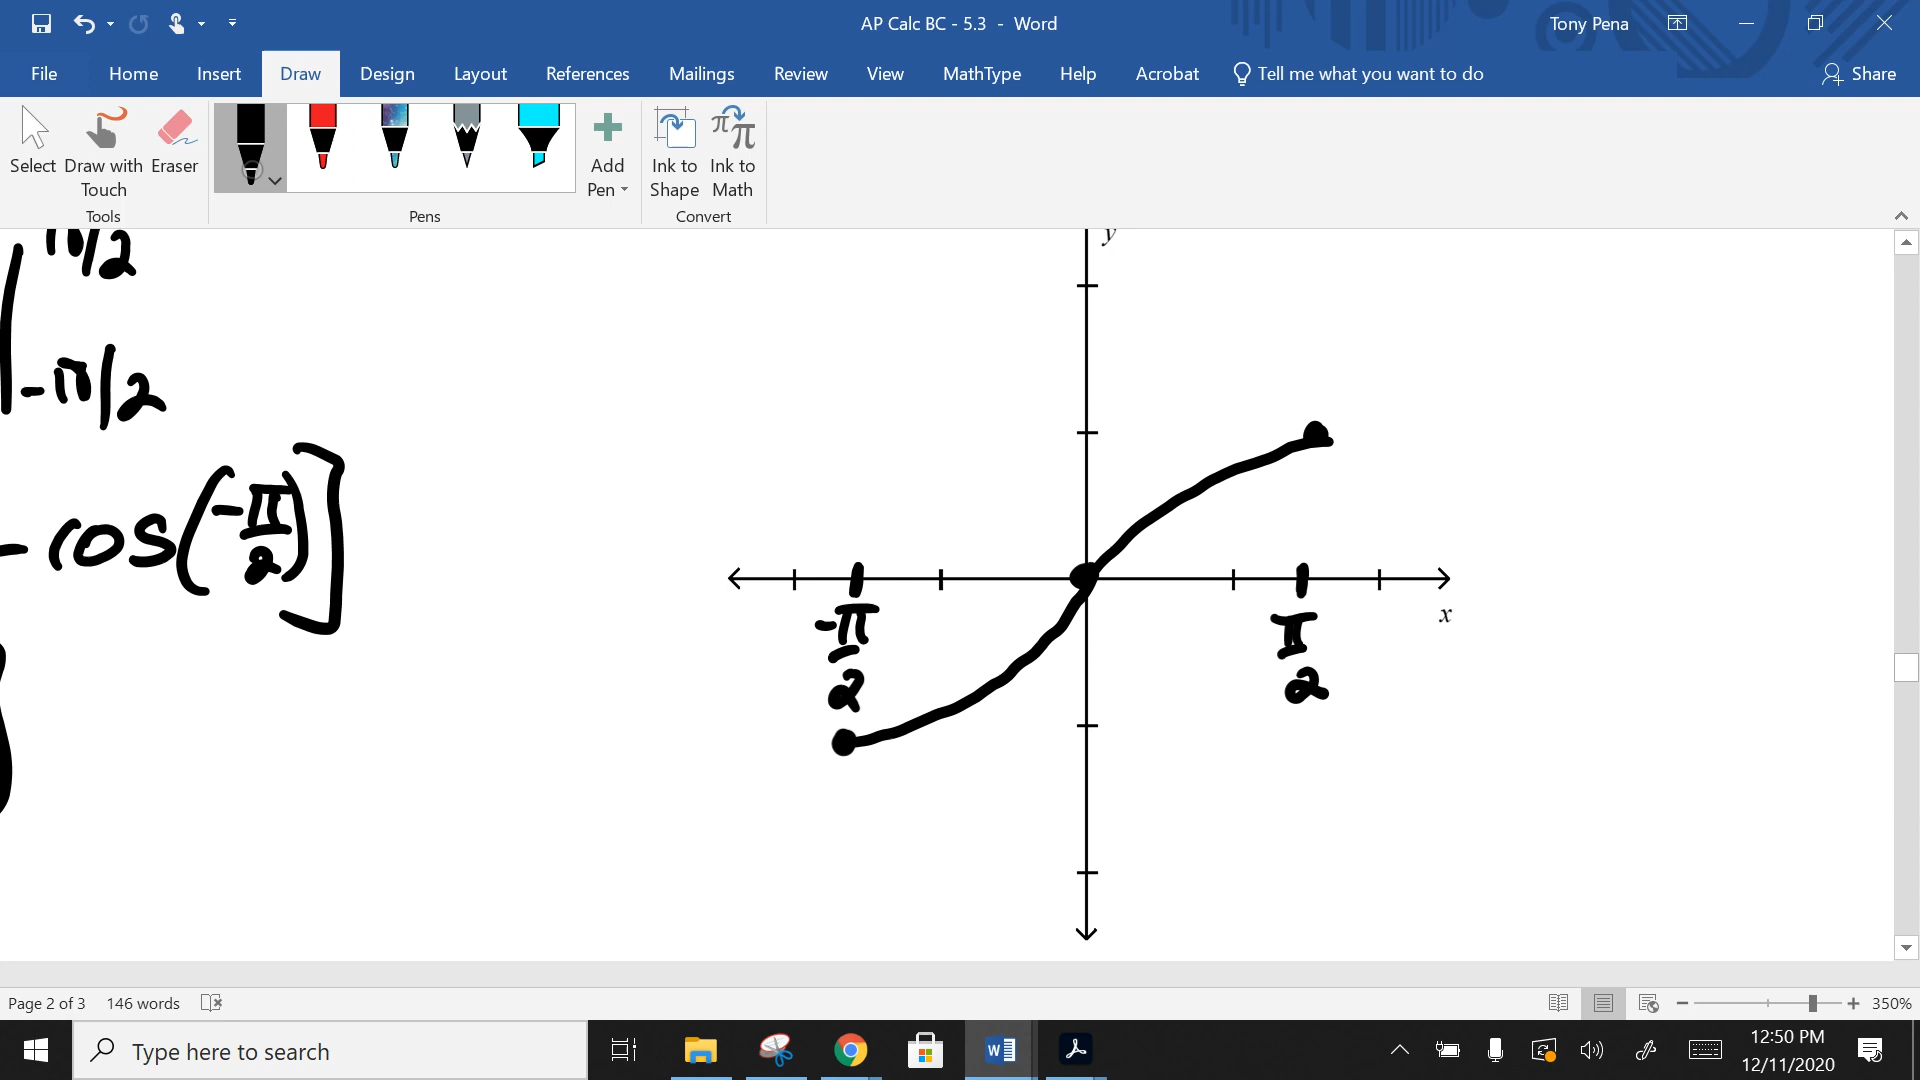 AP Calc BC - 5.3 - Word
Tony Pena
File Home Insert Draw Design Layout References Mailings Review View MathType Help Acrobat Tell me what you want to do Share
Select Draw with Touch Eraser Add Pen Ink to Shape Ink to Math
Tools Pens Convert
π/2
-π/2
- cos(-π/2)]
y
x
-π/2
π/2
Page 2 of 3 146 words 350%
Type here to search
12:50 PM
12/11/2020